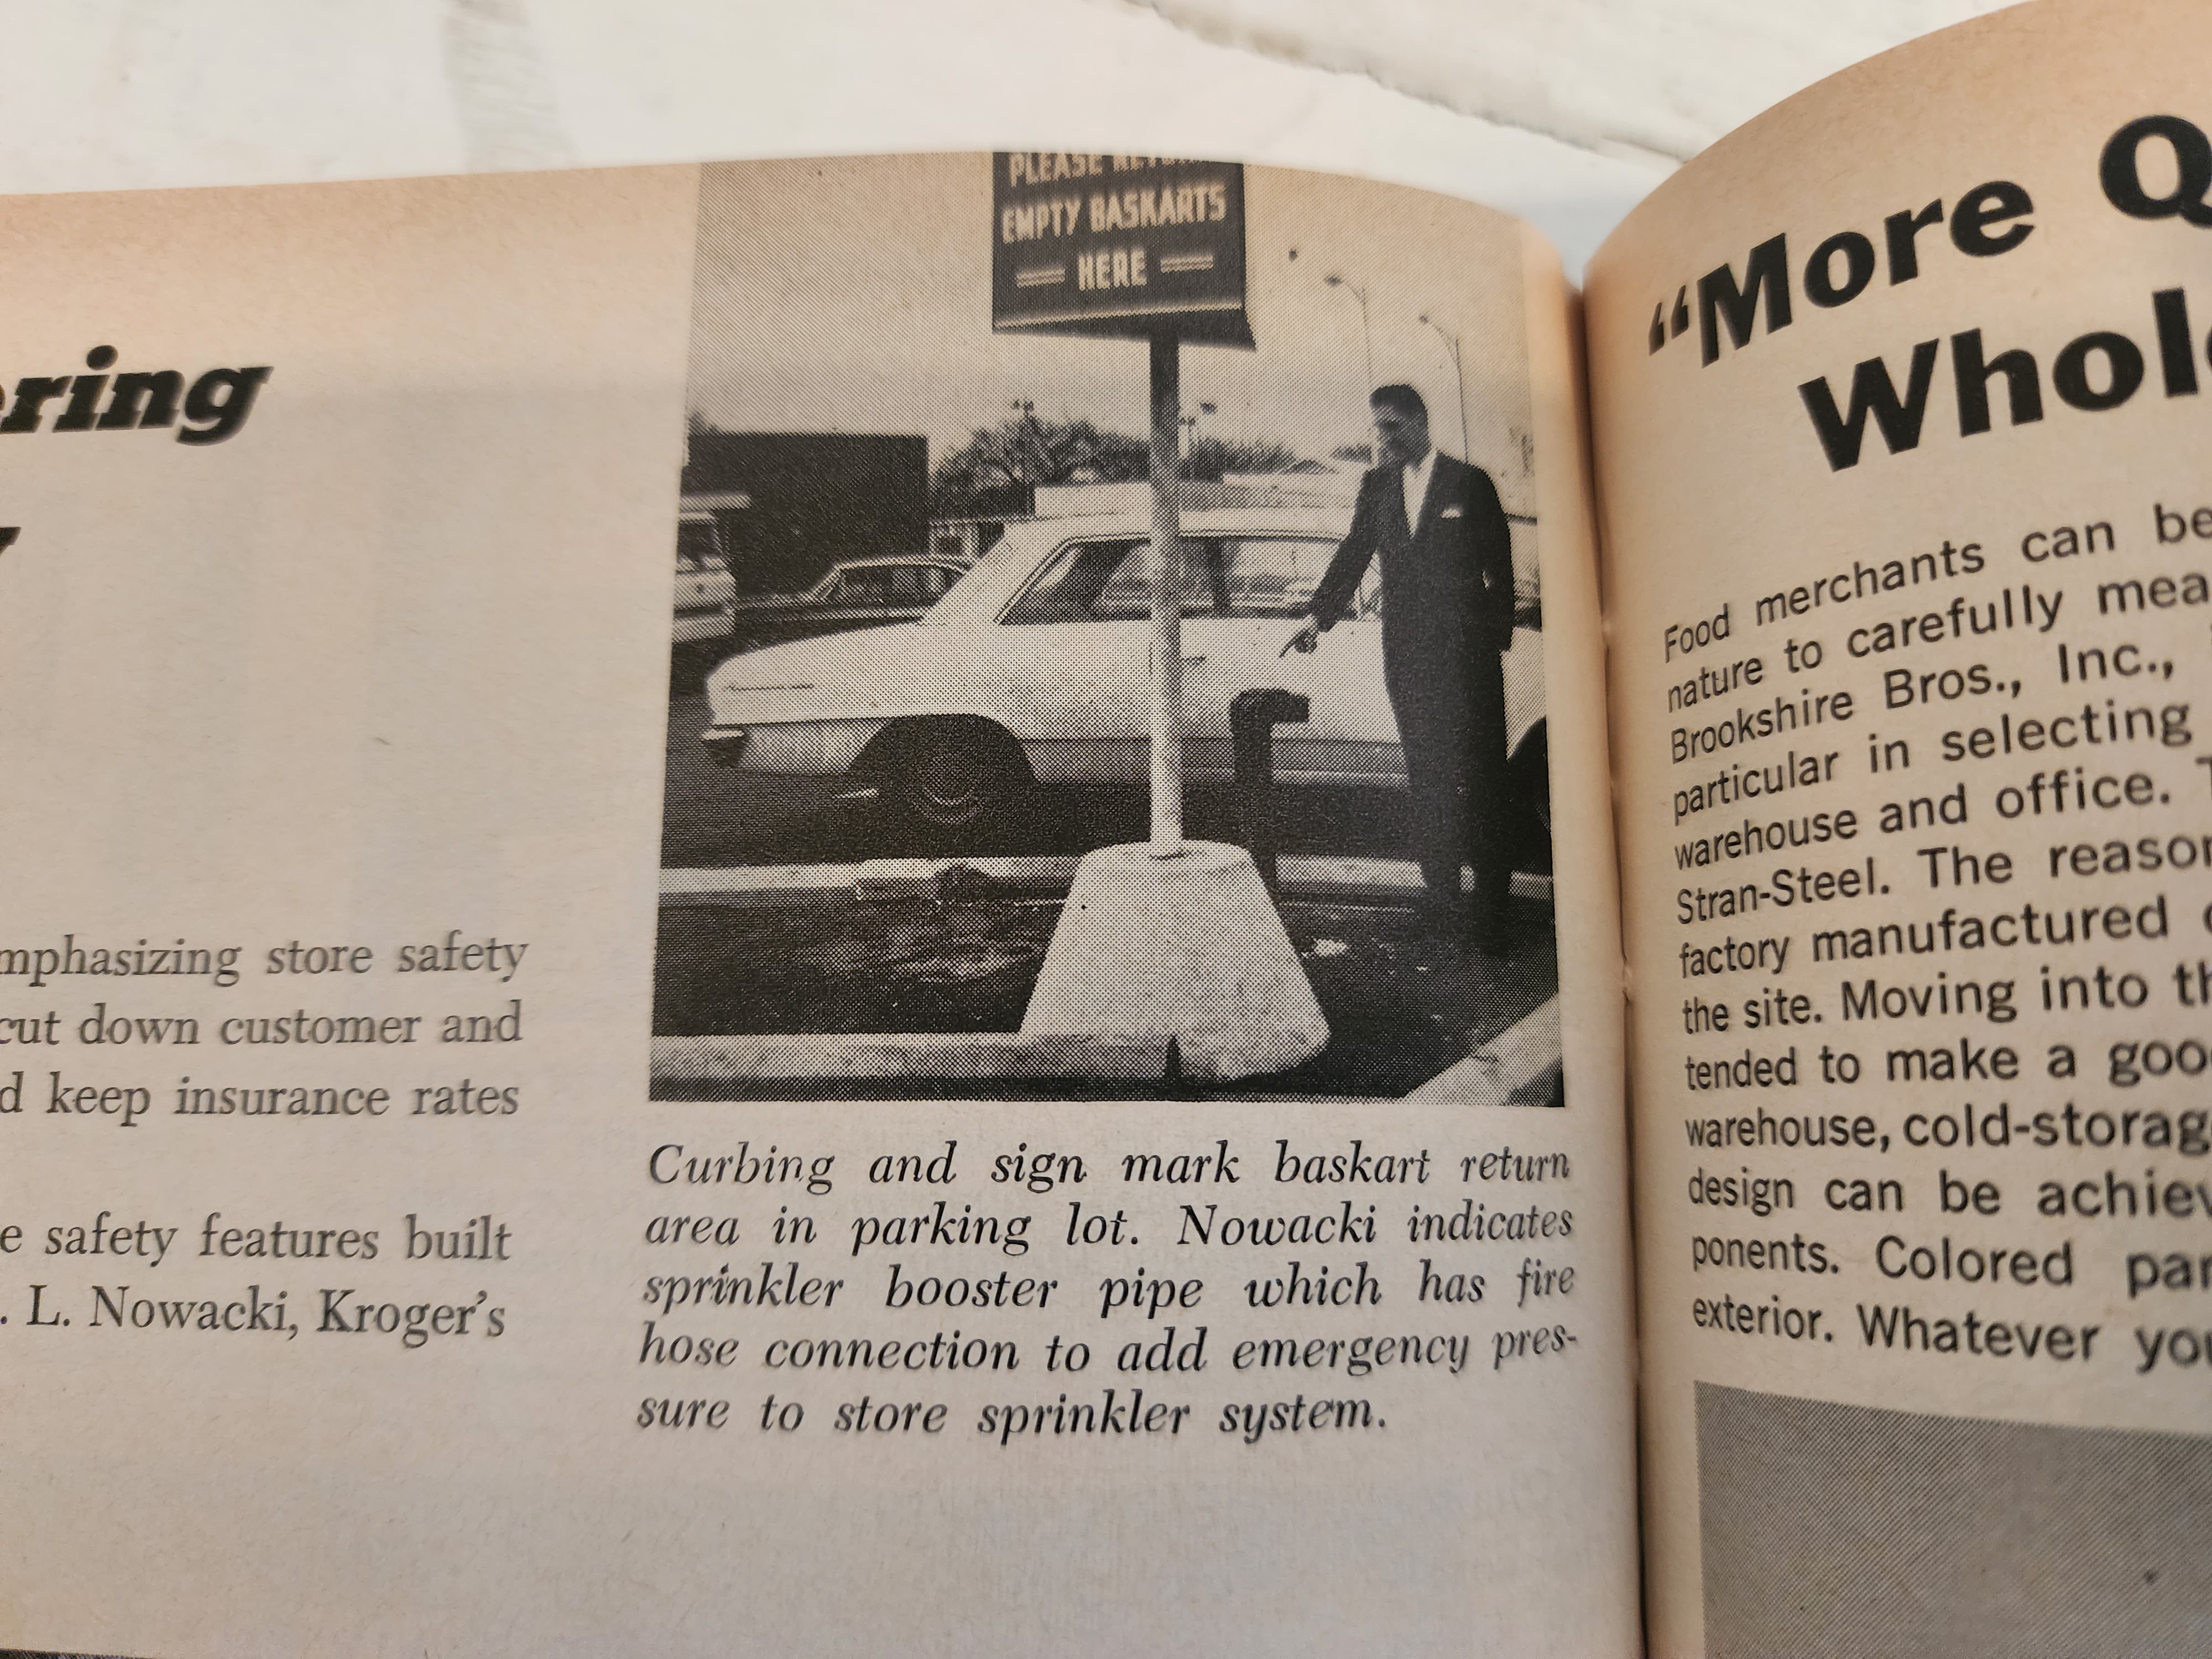 ring
mphasizing store safety
cut down customer and
d keep insurance rates
e safety features built
. L. Nowacki, Kroger's
PLEASE
EMPTY BASKARTS
HERE
Curbing and sign mark baskart return
area in parking lot. Nowacki indicates
sprinkler booster pipe which has fire
hose connection to add emergency pres-
sure to store sprinkler system.
“More Q
Whol
Food merchants can be
nature to carefully mea
Brookshire Bros., Inc.,
particular in selecting
warehouse and office. T
Stran-Steel. The reason
factory manufactured
the site. Moving into th
tended to make a goo
warehouse, cold-storag
design can be achiev
ponents. Colored pan
exterior. Whatever you